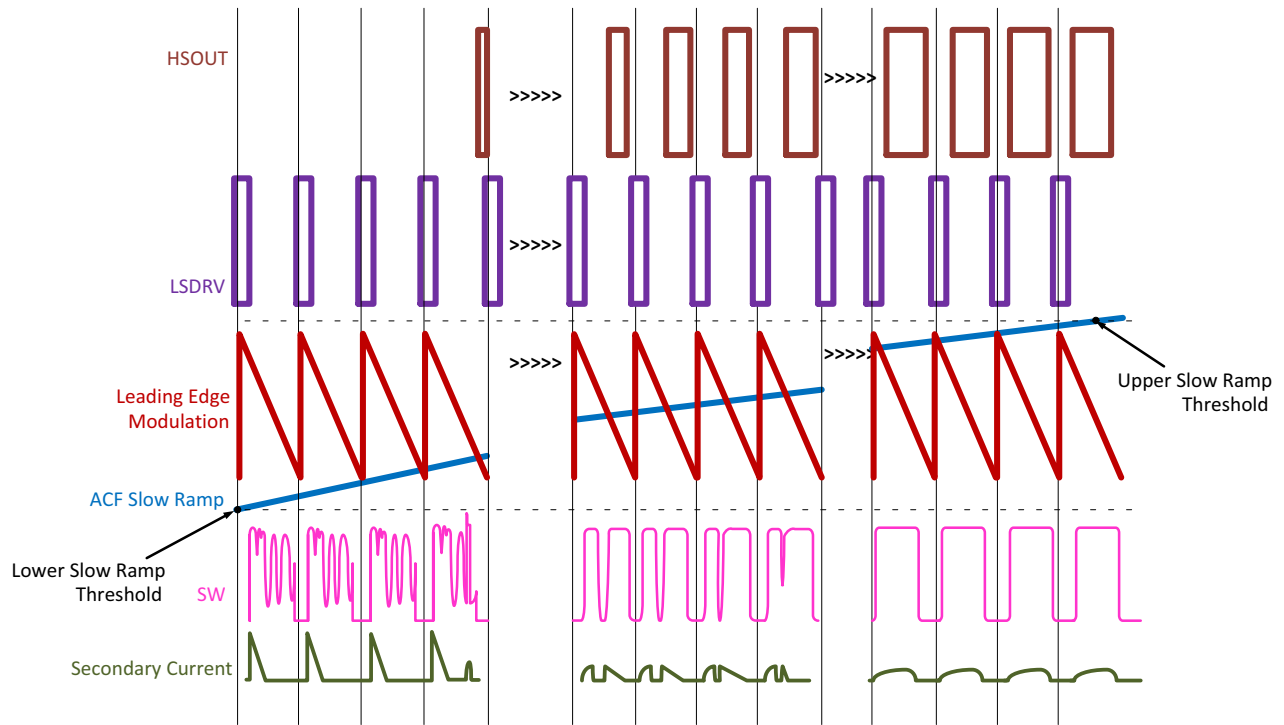 HSOUT
>>>>>
>>>>>
LSDRV
>>>>>
Leading Edge
Modulation
>>>>>
>>>>>
Upper Slow Ramp
Threshold
ACF Slow Ramp
Lower Slow Ramp
Threshold
SW
Secondary Current